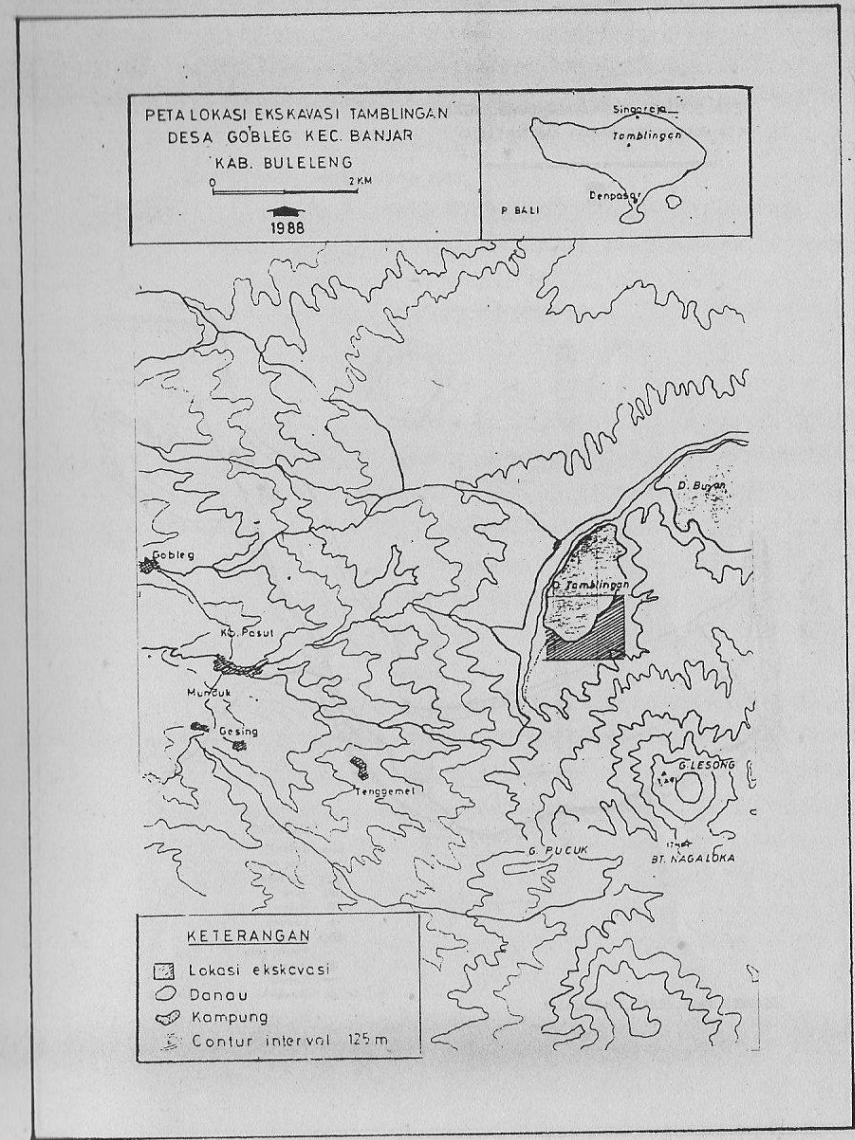 PETA LOKASI EKSKAVASI TAMBLINGAN
DESA GOBLEG KEC. BANJAR
KAB. BULELENG
0 2 KM
1988
Singaraja
Tamblingan
Denpasar
P. BALI
D. Buyan
D. Tamblingan
Gobleg
Kp. Pasut
Munduk
Gesing
Tenggemel
G. LESONG
G. PUCUK
BT. NAGALOKA
KETERANGAN
Lokasi ekskavasi
Danau
Kampung
Contur interval 125 m